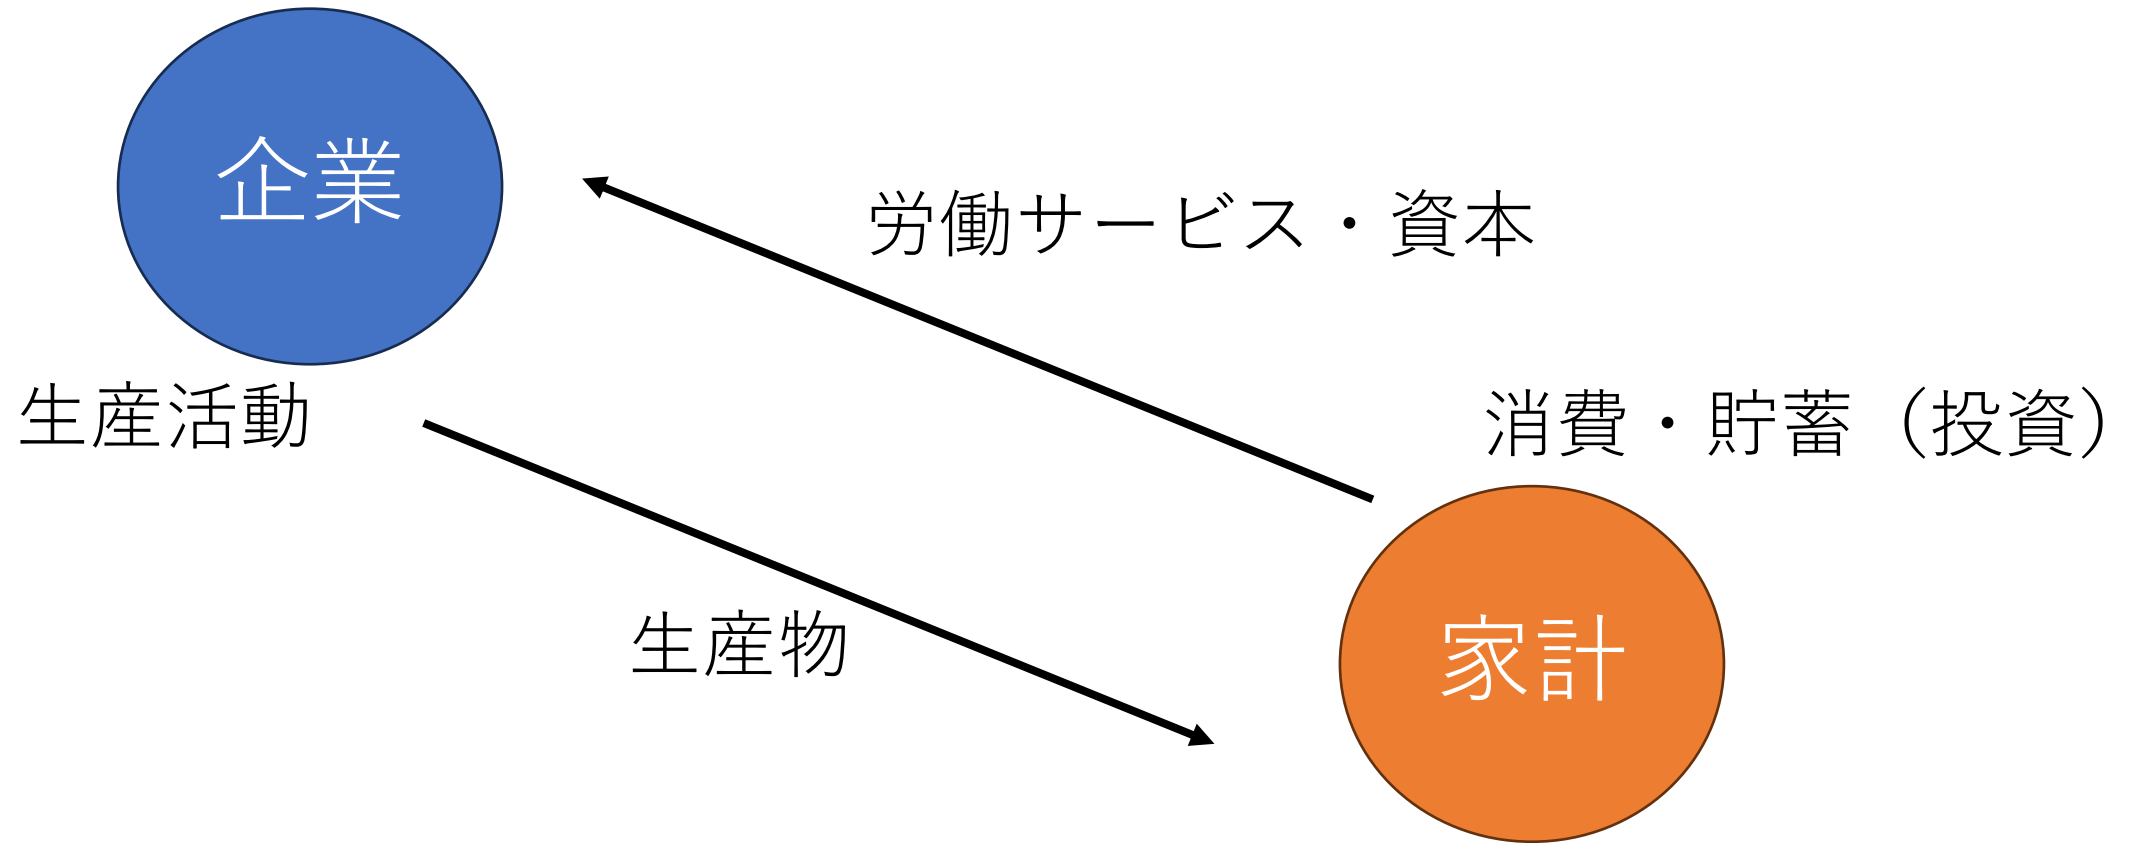 企業
労働サービス・資本
生産活動
消費・貯蓄（投資）
生産物
家計